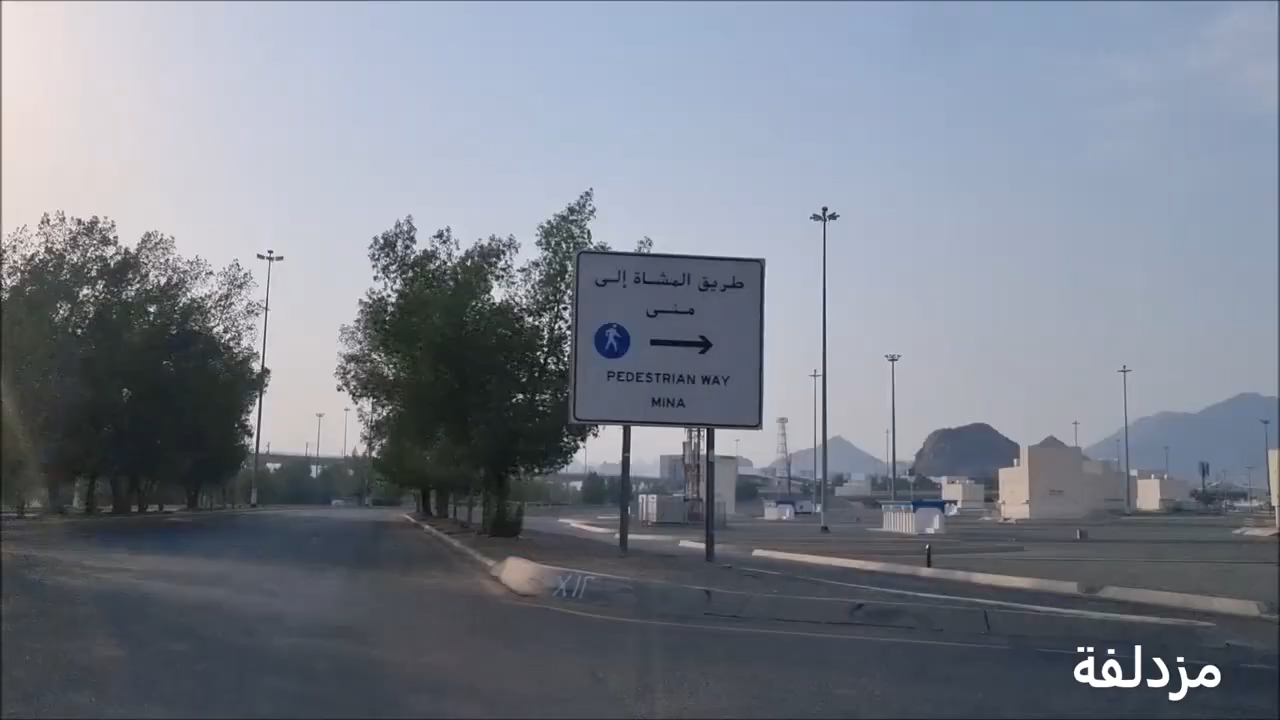 طريق المشاة إلى
منى
PEDESTRIAN WAY
MINA
مزدلفة